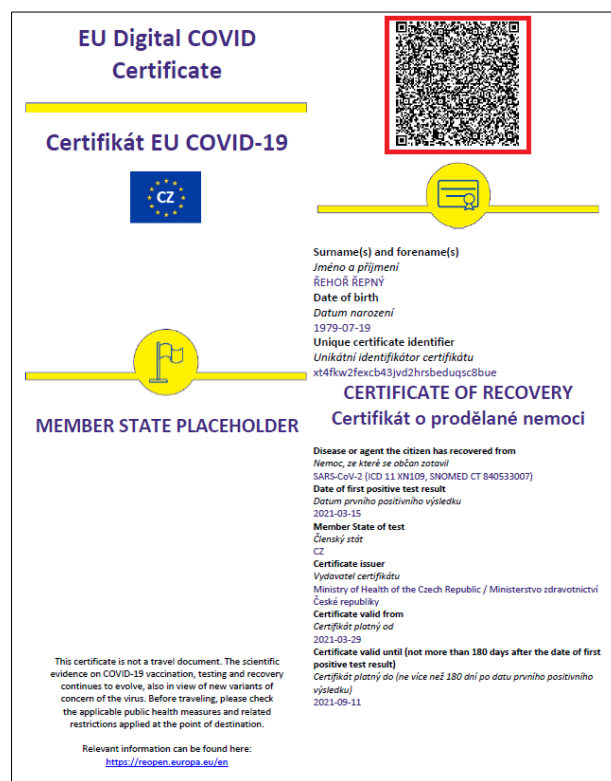 EU Digital COVID
Certificate
Certifikát EU COVID-19
CZ
MEMBER STATE PLACEHOLDER
This certificate is not a travel document. The scientific
evidence on COVID-19 vaccination, testing and recovery
continues to evolve, also in view of new variants of
concern of the virus. Before traveling, please check
the applicable public health measures and related
restrictions applied at the point of destination.
Relevant information can be found here:
https://reopen.europa.eu/en
Surname(s) and forename(s)
Jméno a příjmení
ŘEHOŘ ŘEPNÝ
Date of birth
Datum narození
1979-07-19
Unique certificate identifier
Unikátní identifikátor certifikátu
xt4fkw2fexcb43jvd2hrsbeduqsc8bue
CERTIFICATE OF RECOVERY
Certifikát o prodělané nemoci
Disease or agent the citizen has recovered from
Nemoc, ze které se občan zotavil
SARS-CoV-2 (ICD 11 XN109, SNOMED CT 840533007)
Date of first positive test result
Datum prvního positivního výsledku
2021-03-15
Member State of test
Členský stát
CZ
Certificate issuer
Vydavatel certifikátu
Ministry of Health of the Czech Republic / Ministerstvo zdravotnictví
České republiky
Certificate valid from
Certifikát platný od
2021-03-29
Certificate valid until (not more than 180 days after the date of first
positive test result)
Certifikát platný do (ne více než 180 dní po datu prvního positivního
výsledku)
2021-09-11